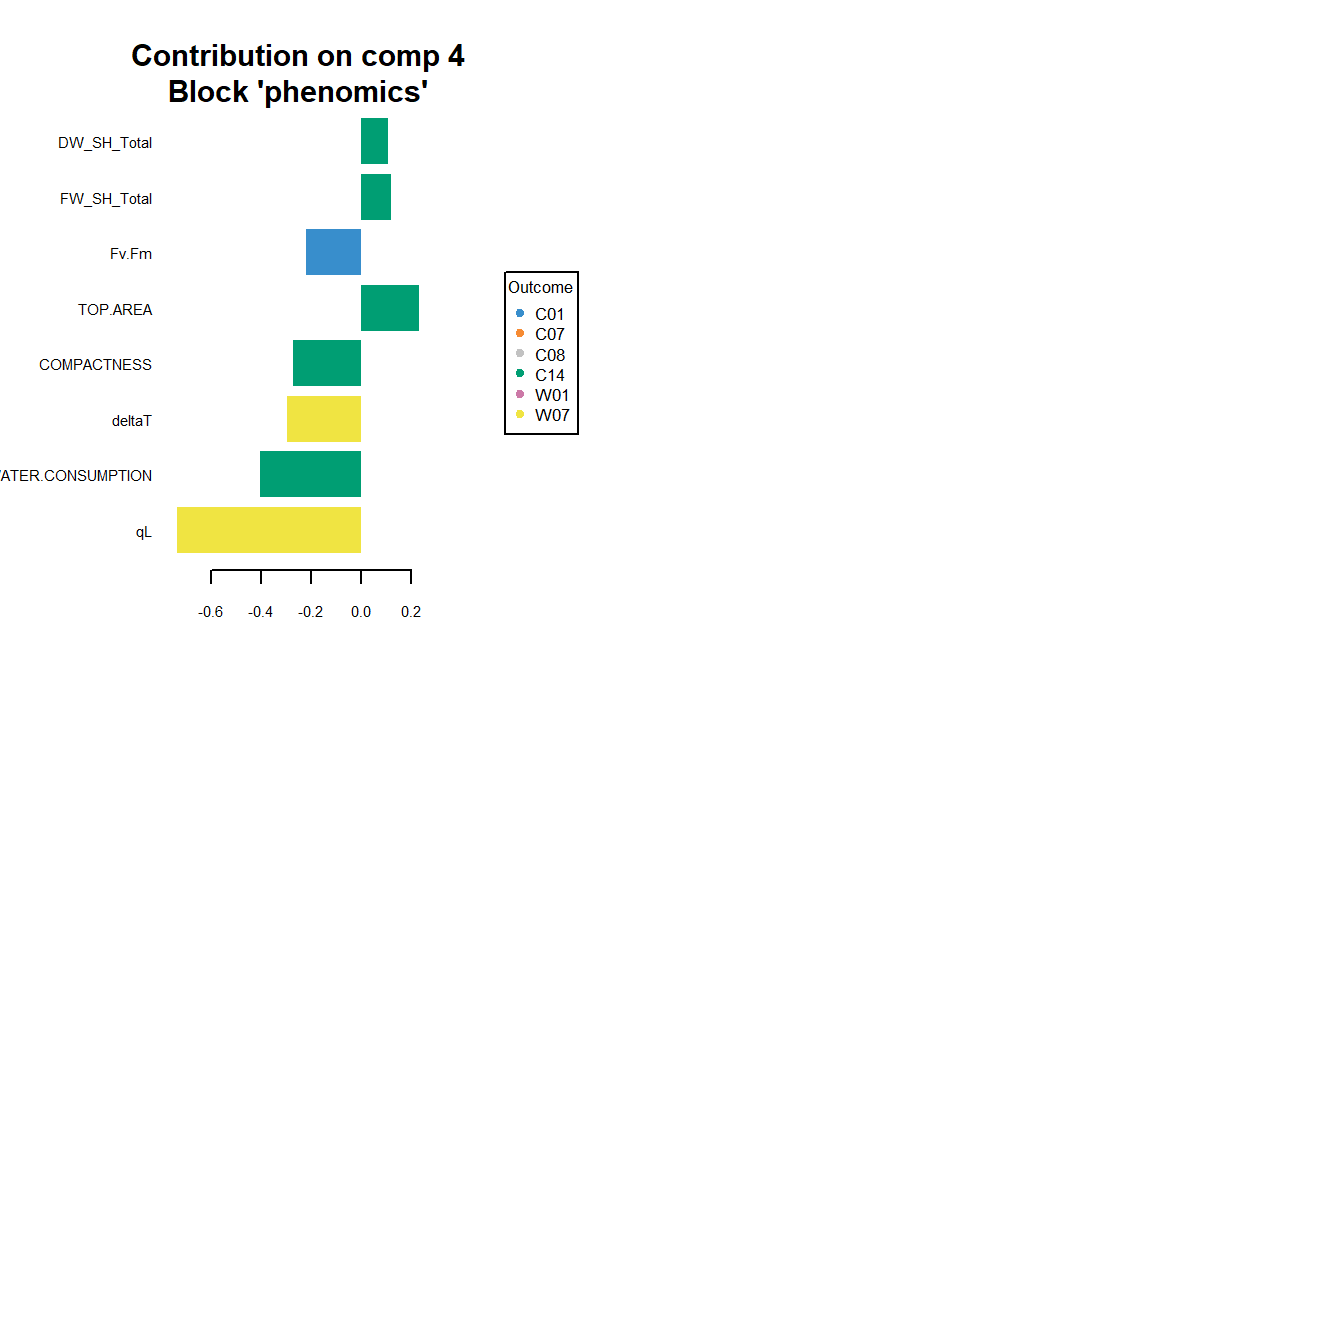 Contribution on comp 4
Block 'phenomics'
DW_SH_Total
FW_SH_Total
Fv.Fm
TOP.AREA
COMPACTNESS
deltaT
ATER.CONSUMPTION
qL
-0.6 -0.4 -0.2 0.0 0.2
Outcome
C01
C07
C08
C14
W01
W07